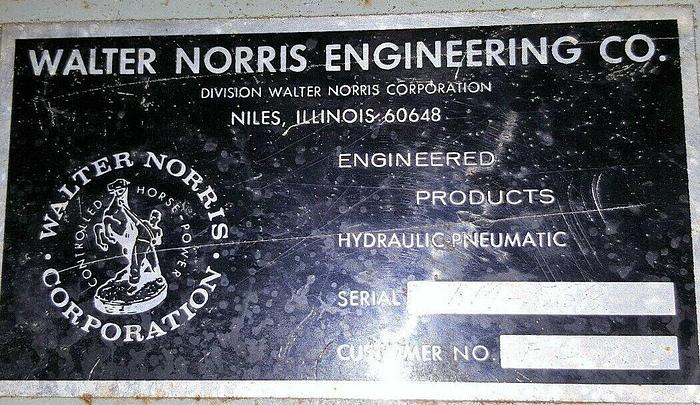 WALTER NORRIS ENGINEERING CO.
DIVISION WALTER NORRIS CORPORATION
NILES, ILLINOIS 60648
ENGINEERED
PRODUCTS
HYDRAULIC-PNEUMATIC
SERIAL
CUSTOMER NO.
· WALTER NORRIS ·
CORPORATION
CONTROLLED HORSE POWER